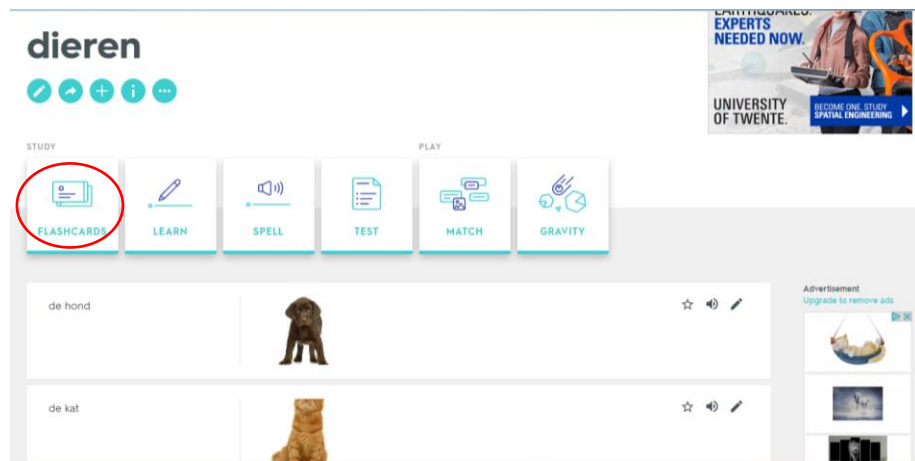 EARTHQUAKES.
EXPERTS
NEEDED NOW.
dieren
UNIVERSITY
OF TWENTE.
BECOME ONE. STUDY
SPATIAL ENGINEERING
STUDY
PLAY
FLASHCARDS
LEARN
SPELL
TEST
MATCH
GRAVITY
de hond
Advertisement
Upgrade to remove ads
de kat